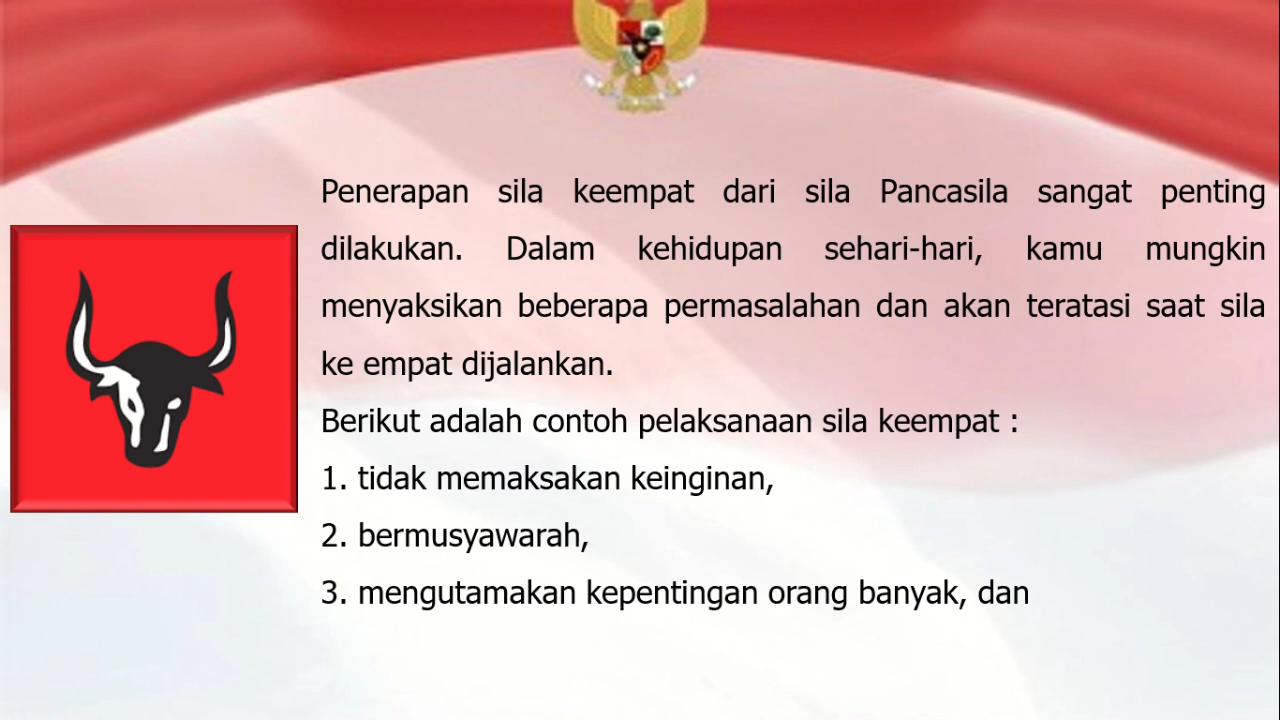 Penerapan sila keempat dari sila Pancasila sangat penting
dilakukan. Dalam kehidupan sehari-hari, kamu mungkin
menyaksikan beberapa permasalahan dan akan teratasi saat sila
ke empat dijalankan.
Berikut adalah contoh pelaksanaan sila keempat :
1. tidak memaksakan keinginan,
2. bermusyawarah,
3. mengutamakan kepentingan orang banyak, dan